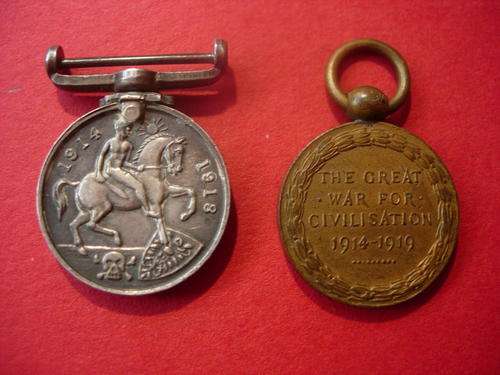 1914 1918
THE GREAT
· WAR FOR ·
CIVILISATION
1914-1919